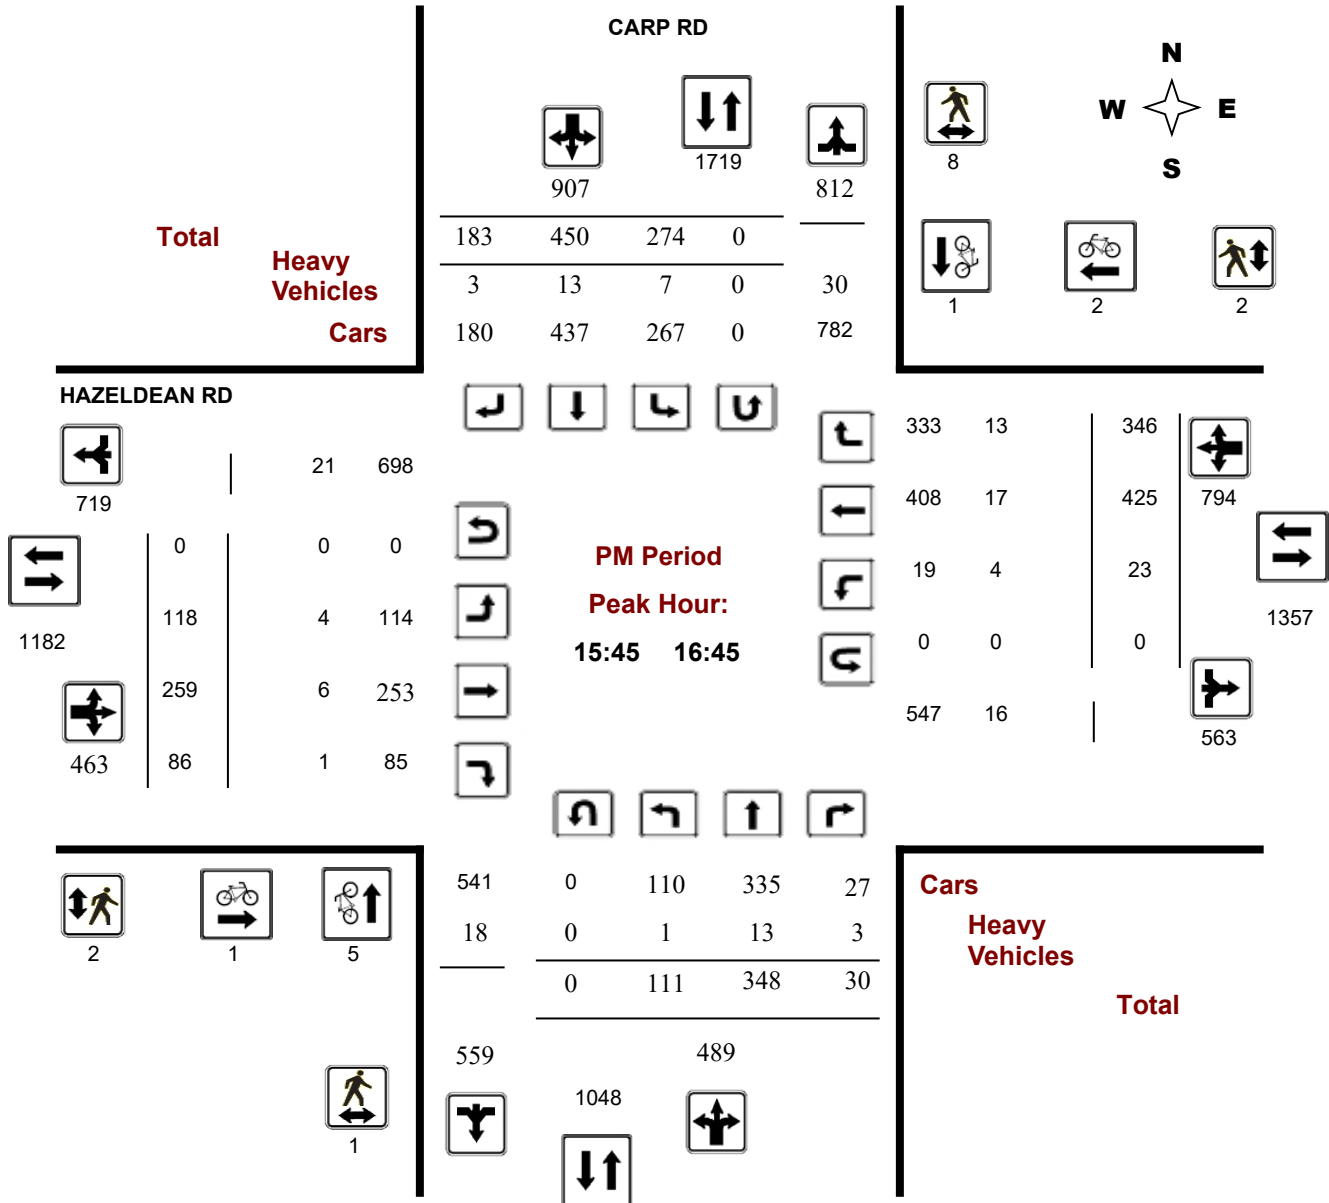 CARP RD
N
W E
S
8
1719
907 812
Total
183 450 274 0
Heavy
Vehicles
3 13 7 0 30
1 2 2
Cars
180 437 267 0 782
HAZELDEAN RD
333 13 346
21 698
719
408 17 425 794
0 0 0
PM Period
19 4 23
Peak Hour:
118 4 114
1357
1182
15:45 16:45
0 0 0
259 6 253
547 16
563
463 86 1 85
541 0 110 335 27
Cars
18 0 1 13 3
Heavy
Vehicles
2 1 5
0 111 348 30
Total
559 489
1048
1